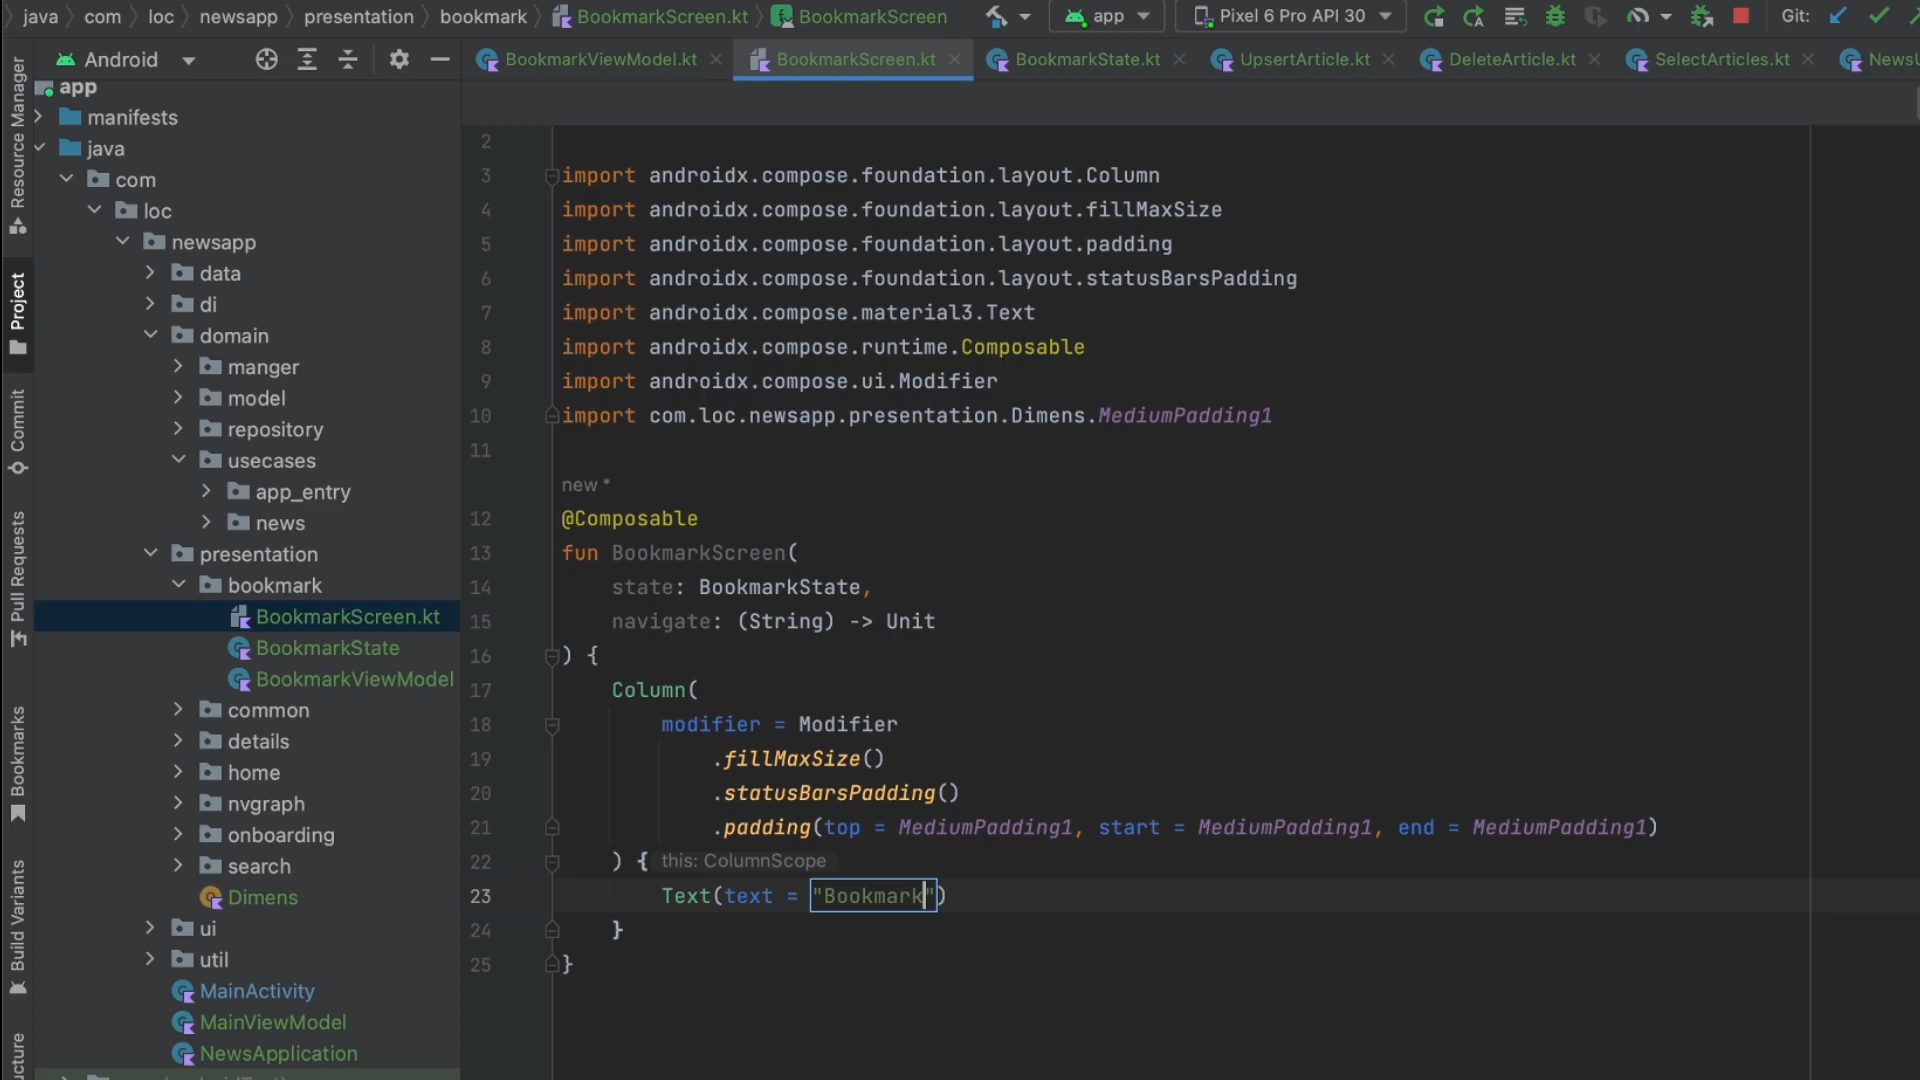 java com loc newsapp presentation bookmark BookmarkScreen.kt BookmarkScreen app Pixel 6 Pro API 30 Git:
Android
BookmarkViewModel.kt BookmarkScreen.kt BookmarkState.kt UpsertArticle.kt DeleteArticle.kt SelectArticles.kt
Resource Manager
Project
Commit
Pull Requests
Bookmarks
Build Variants
app
manifests
java
com
loc
newsapp
data
di
domain
manger
model
repository
usecases
app_entry
news
presentation
bookmark
BookmarkScreen.kt
BookmarkState
BookmarkViewModel
common
details
home
nvgraph
onboarding
search
Dimens
ui
util
MainActivity
MainViewModel
NewsApplication
2
3 import androidx.compose.foundation.layout.Column
4 import androidx.compose.foundation.layout.fillMaxSize
5 import androidx.compose.foundation.layout.padding
6 import androidx.compose.foundation.layout.statusBarsPadding
7 import androidx.compose.material3.Text
8 import androidx.compose.runtime.Composable
9 import androidx.compose.ui.Modifier
10 import com.loc.newsapp.presentation.Dimens.MediumPadding1
11
new *
12 @Composable
13 fun BookmarkScreen(
14 state: BookmarkState,
15 navigate: (String) -> Unit
16 ) {
17 Column(
18 modifier = Modifier
19 .fillMaxSize()
20 .statusBarsPadding()
21 .padding(top = MediumPadding1, start = MediumPadding1, end = MediumPadding1)
22 ) { this: ColumnScope
23 Text(text = "Bookmark")
24 }
25 }